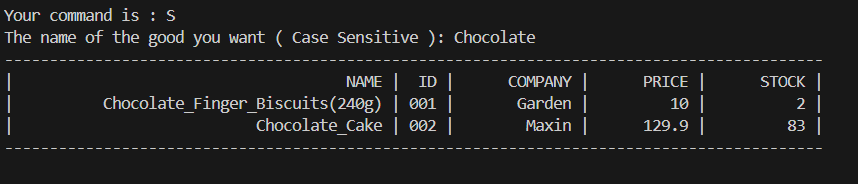 Your command is : S
The name of the good you want ( Case Sensitive ): Chocolate
-------------------------------------------------------------------------------------------
|                                     NAME |  ID |      COMPANY |      PRICE |      STOCK |
|          Chocolate_Finger_Biscuits(240g) | 001 |       Garden |         10 |          2 |
|                           Chocolate_Cake | 002 |        Maxin |      129.9 |         83 |
-------------------------------------------------------------------------------------------